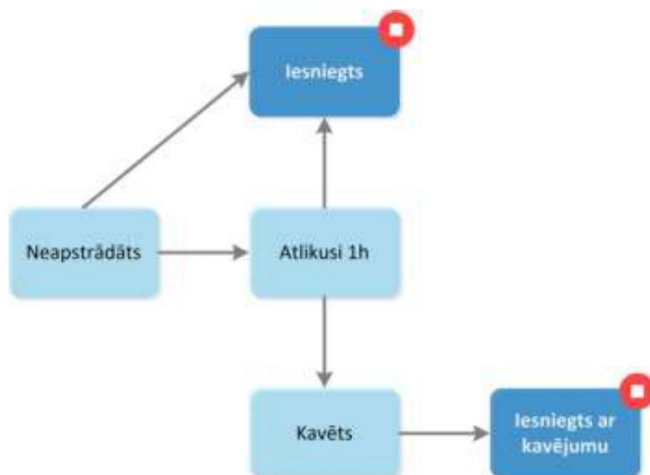 Iesniegts
Neapstrādāts
Atlikusi 1h
Kavēts
Iesniegts ar
kavējumu